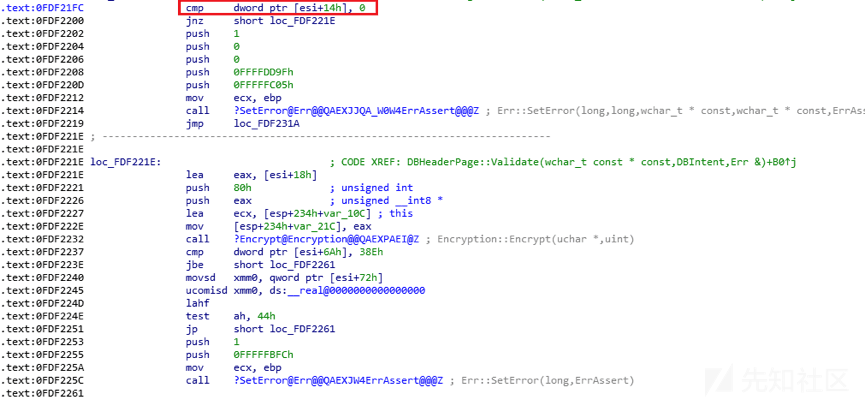 .text:0FDF21FC cmp dword ptr [esi+14h], 0
.text:0FDF2200 jnz short loc_FDF221E
.text:0FDF2202 push 1
.text:0FDF2204 push 0
.text:0FDF2206 push 0
.text:0FDF2208 push 0FFFFDD9Fh
.text:0FDF220D push 0FFFFFC05h
.text:0FDF2212 mov ecx, ebp
.text:0FDF2214 call ?SetError@Err@@QAEXJJQA_W0W4ErrAssert@@@Z ; Err::SetError(long,long,wchar_t * const,wchar_t * const,ErrAss
.text:0FDF2219 jmp loc_FDF231A
.text:0FDF221E ; ---------------------------------------------------------------------------
.text:0FDF221E
.text:0FDF221E loc_FDF221E: ; CODE XREF: DBHeaderPage::Validate(wchar_t const * const,DBIntent,Err &)+B0↑j
.text:0FDF221E lea eax, [esi+18h]
.text:0FDF2221 push 80h ; unsigned int
.text:0FDF2226 push eax ; unsigned __int8 *
.text:0FDF2227 lea ecx, [esp+234h+var_10C] ; this
.text:0FDF222E mov [esp+234h+var_21C], eax
.text:0FDF2232 call ?Encrypt@Encryption@@QAEXPAEI@Z ; Encryption::Encrypt(uchar *,uint)
.text:0FDF2237 cmp dword ptr [esi+6Ah], 38Eh
.text:0FDF223E jbe short loc_FDF2261
.text:0FDF2240 movsd xmm0, qword ptr [esi+72h]
.text:0FDF2245 ucomisd xmm0, ds:__real@0000000000000000
.text:0FDF224D lahf
.text:0FDF224E test ah, 44h
.text:0FDF2251 jp short loc_FDF2261
.text:0FDF2253 push 1
.text:0FDF2255 push 0FFFFFBFCh
.text:0FDF225A mov ecx, ebp
.text:0FDF225C call ?SetError@Err@@QAEXJW4ErrAssert@@@Z ; Err::SetError(long,ErrAssert)
.text:0FDF2261
先知社区